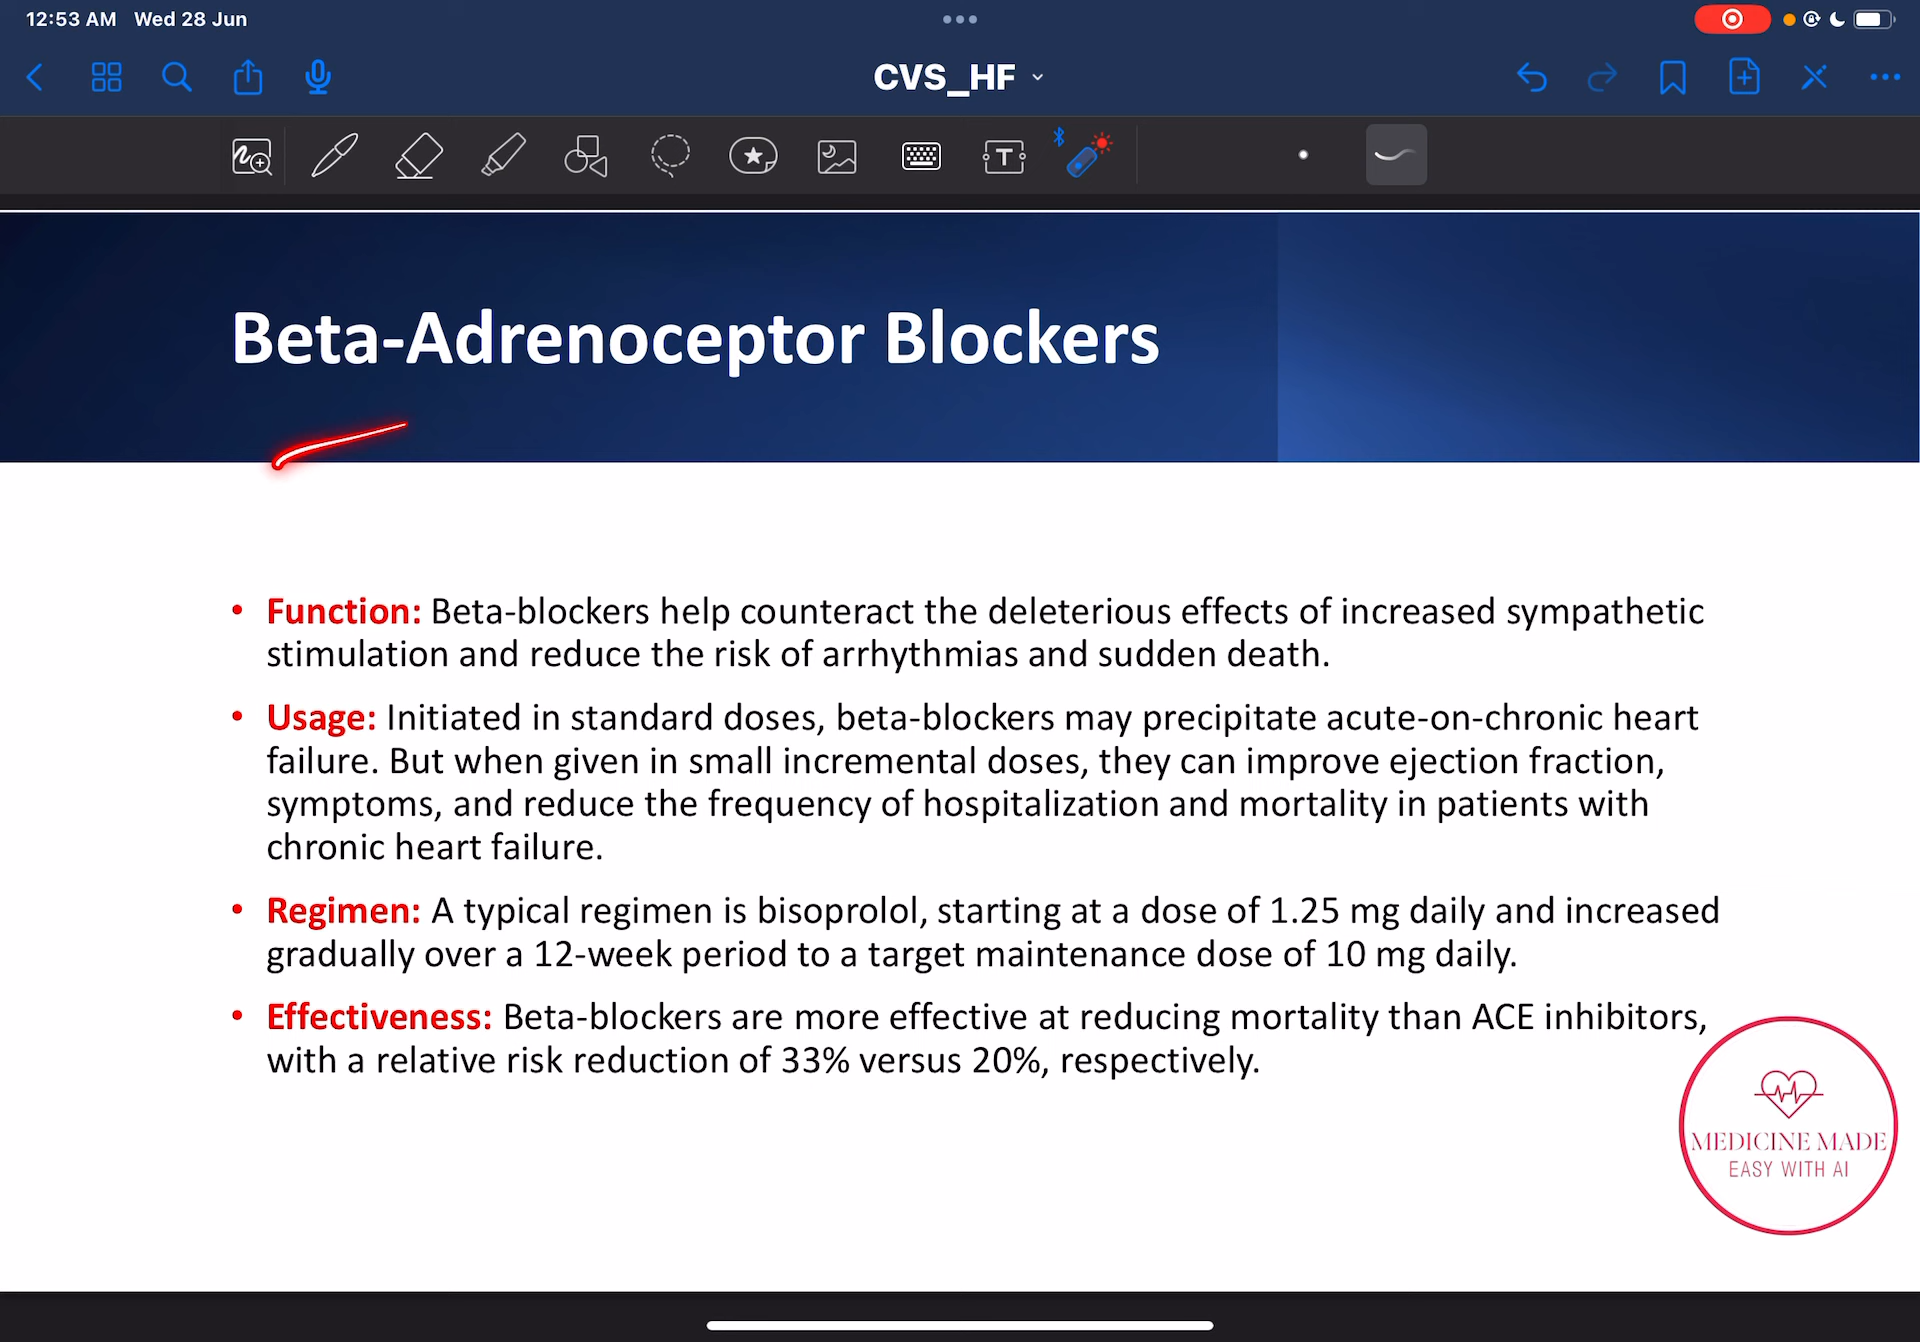 12:53 AM Wed 28 Jun
CVS_HF
T
Beta-Adrenoceptor Blockers
• Function: Beta-blockers help counteract the deleterious effects of increased sympathetic
stimulation and reduce the risk of arrhythmias and sudden death.
• Usage: Initiated in standard doses, beta-blockers may precipitate acute-on-chronic heart
failure. But when given in small incremental doses, they can improve ejection fraction,
symptoms, and reduce the frequency of hospitalization and mortality in patients with
chronic heart failure.
• Regimen: A typical regimen is bisoprolol, starting at a dose of 1.25 mg daily and increased
gradually over a 12-week period to a target maintenance dose of 10 mg daily.
• Effectiveness: Beta-blockers are more effective at reducing mortality than ACE inhibitors,
with a relative risk reduction of 33% versus 20%, respectively.
MEDICINE MADE
EASY WITH AI